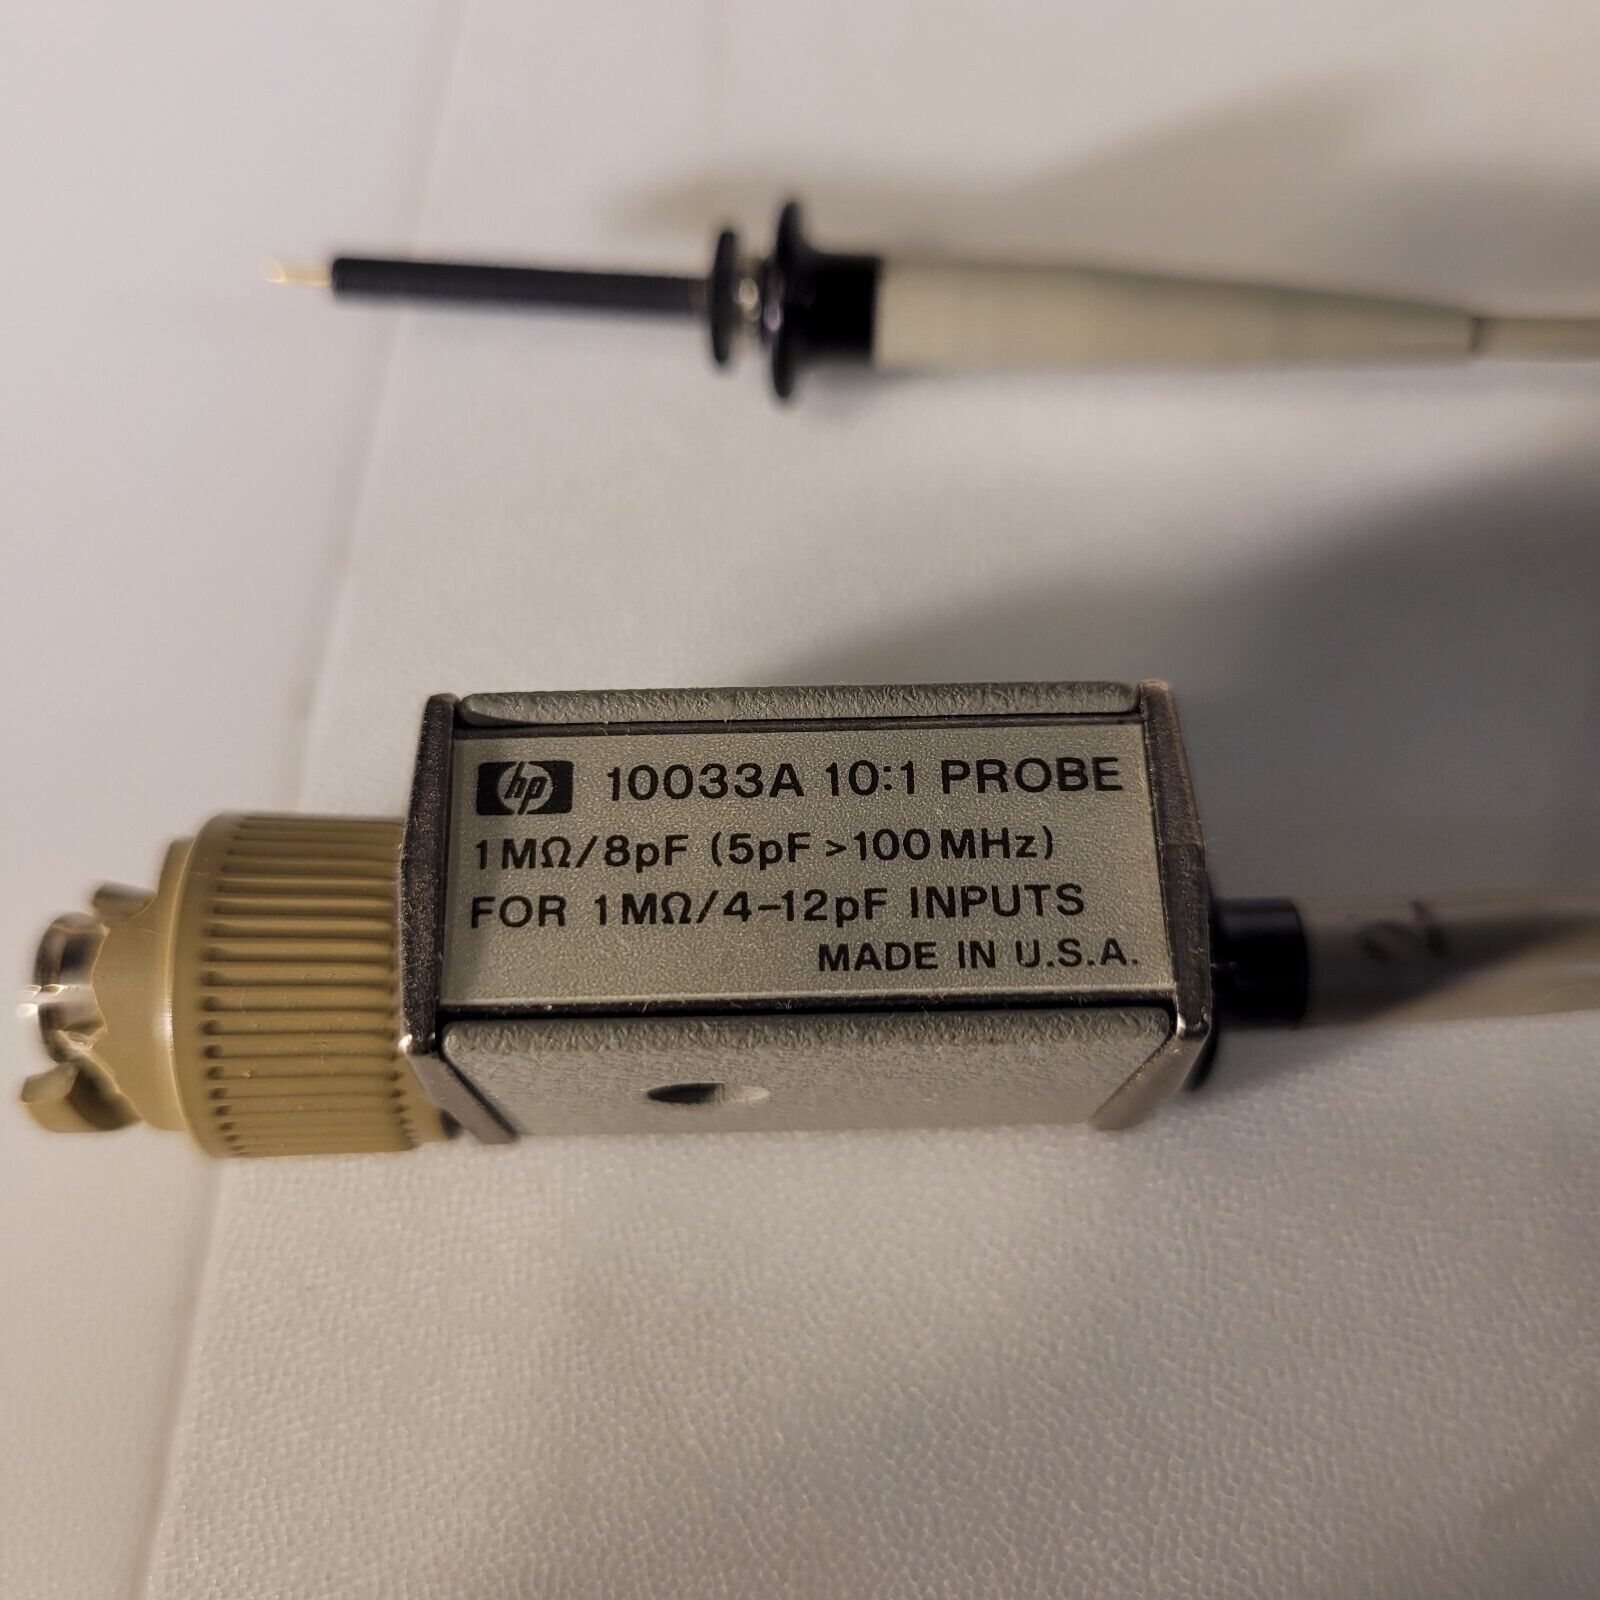 hp 10033A 10:1 PROBE
1MΩ/8pF (5pF>100MHz)
FOR 1MΩ/4-12pF INPUTS
MADE IN U.S.A.